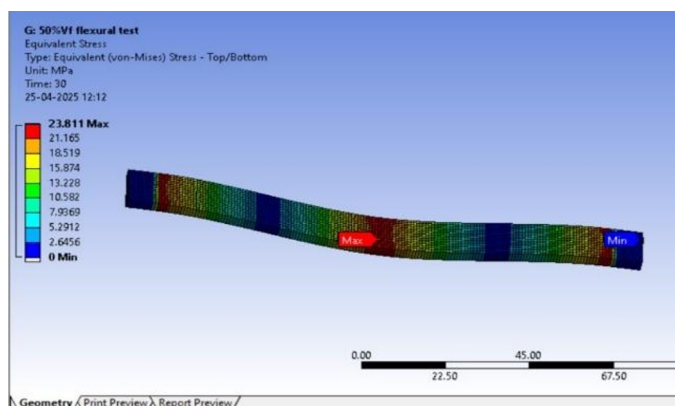 G: 50%Vf flexural test
Equivalent Stress
Type: Equivalent (von-Mises) Stress - Top/Bottom
Unit: MPa
Time: 30
25-04-2025 12:12
23.811 Max
21.165
18.519
15.874
13.228
10.582
7.9369
5.2912
2.6456
0 Min
Max
Min
0.00
45.00
22.50
67.50
Geometry / Print Preview / Report Preview /